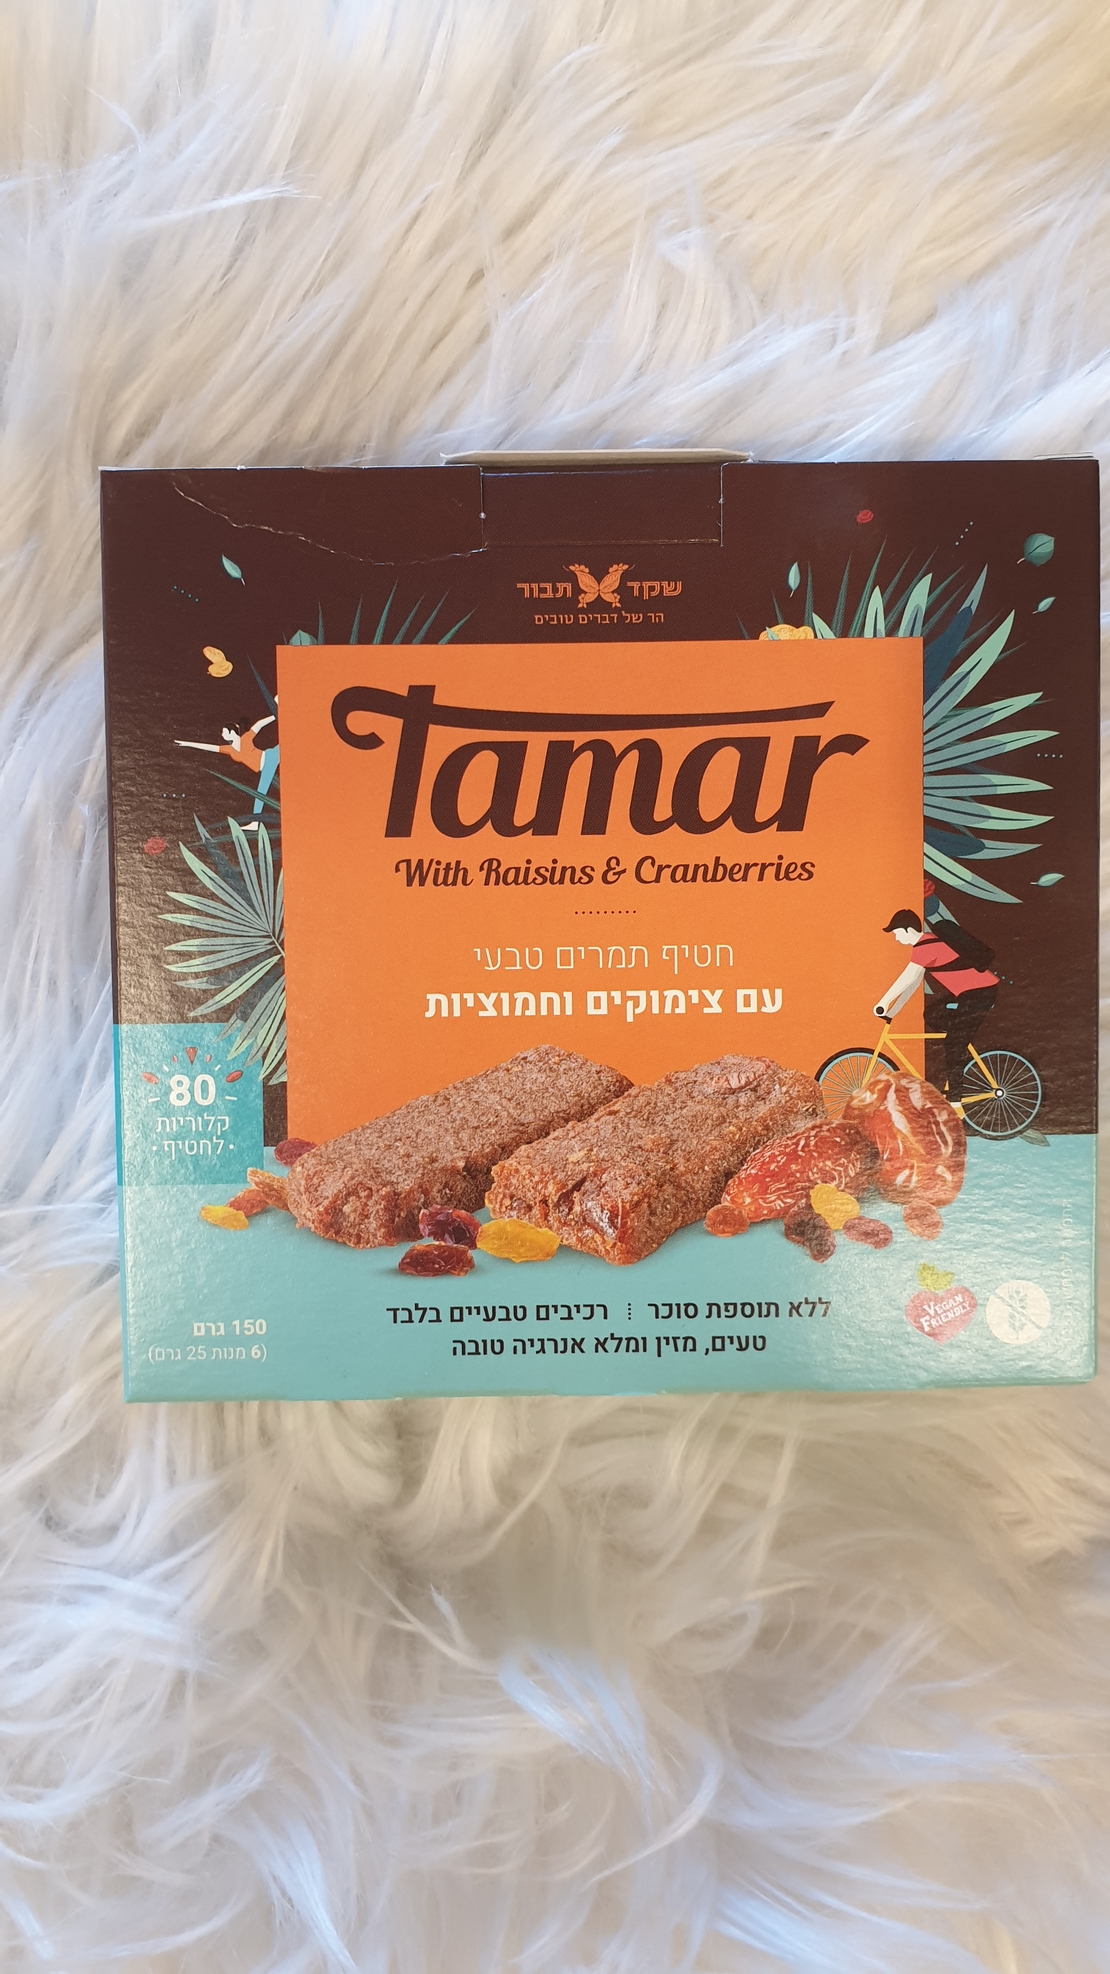 שקד תבור
הר של דברים טובים
Tamar
With Raisins & Cranberries
חטיף תמרים טבעי
עם צימוקים וחמוציות
80
קלוריות
לחטיף
ללא תוספת סוכר ⁞ רכיבים טבעיים בלבד
טעים, מזין ומלא אנרגיה טובה
150 גרם
(6 מנות 25 גרם)
VEGAN
FRIENDLY